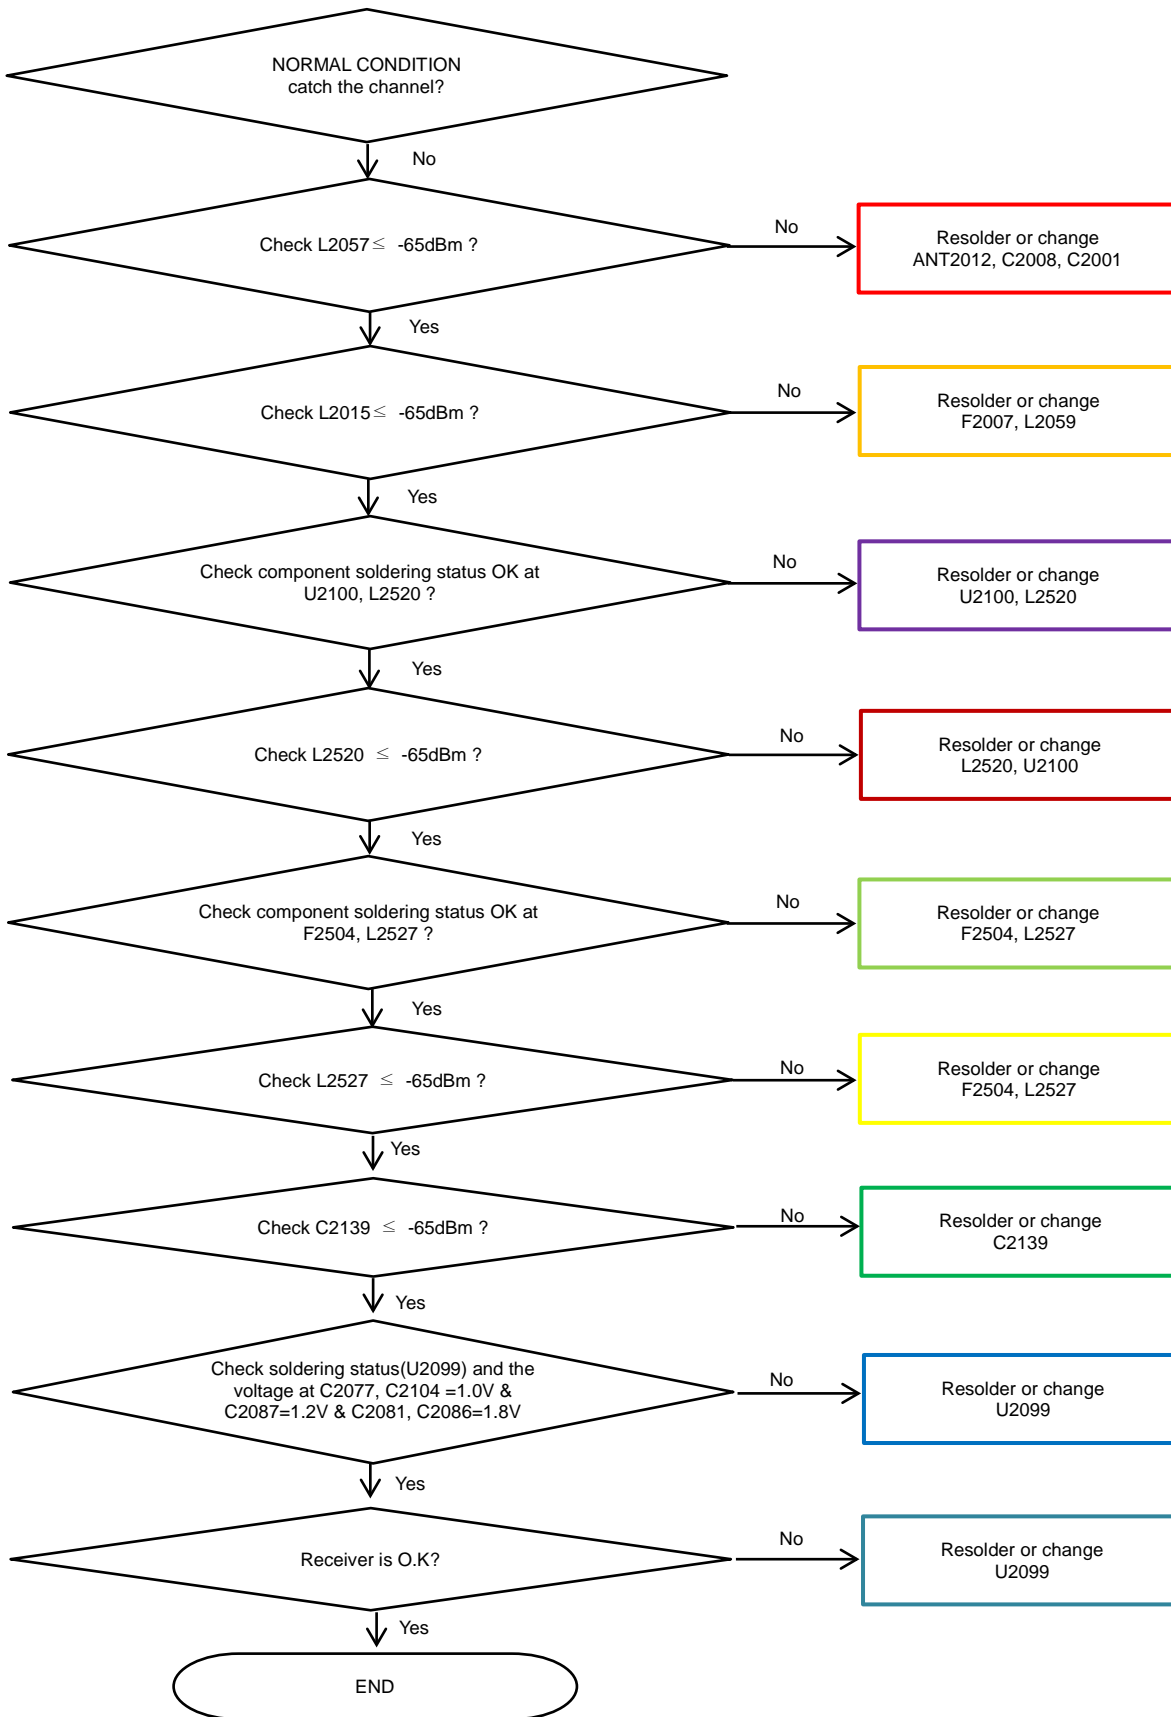 NORMAL CONDITION
catch the channel?
No
Check L2057≤ -65dBm ?
No
Resolder or change
ANT2012, C2008, C2001
Yes
Check L2015≤ -65dBm ?
No
Resolder or change
F2007, L2059
Yes
Check component soldering status OK at
U2100, L2520 ?
No
Resolder or change
U2100, L2520
Yes
Check L2520 ≤ -65dBm ?
No
Resolder or change
L2520, U2100
Yes
Check component soldering status OK at
F2504, L2527 ?
No
Resolder or change
F2504, L2527
Yes
Check L2527 ≤ -65dBm ?
No
Resolder or change
F2504, L2527
Yes
Check C2139 ≤ -65dBm ?
No
Resolder or change
C2139
Yes
Check soldering status(U2099) and the
voltage at C2077, C2104 =1.0V &
C2087=1.2V & C2081, C2086=1.8V
No
Resolder or change
U2099
Yes
Receiver is O.K?
No
Resolder or change
U2099
Yes
END